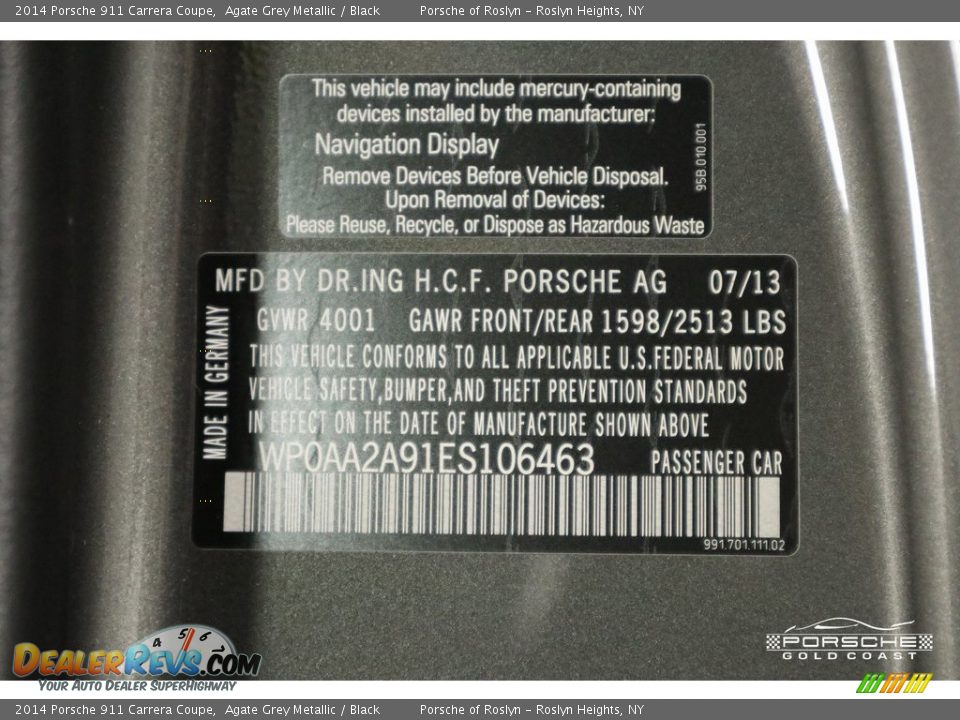 2014 Porsche 911 Carrera Coupe,  Agate Grey Metallic / Black  Porsche of Roslyn - Roslyn Heights, NY
This vehicle may include mercury-containing
devices installed by the manufacturer:
Navigation Display
Remove Devices Before Vehicle Disposal.
Upon Removal of Devices:
Please Reuse, Recycle, or Dispose as Hazardous Waste
95B.010.001
MFD BY DR.ING H.C.F. PORSCHE AG 07/13
GVWR 4001 GAWR FRONT/REAR 1598/2513 LBS
THIS VEHICLE CONFORMS TO ALL APPLICABLE U.S.FEDERAL MOTOR
VEHICLE SAFETY,BUMPER,AND THEFT PREVENTION STANDARDS
IN EFFECT ON THE DATE OF MANUFACTURE SHOWN ABOVE
MADE IN GERMANY
WP0AA2A91ES106463 PASSENGER CAR
991.701.111.02
4 5 6 7
DEALERREVS.COM
YOUR AUTO DEALER SUPERHIGHWAY
PORSCHE
GOLD COAST
2014 Porsche 911 Carrera Coupe,  Agate Grey Metallic / Black  Porsche of Roslyn - Roslyn Heights, NY